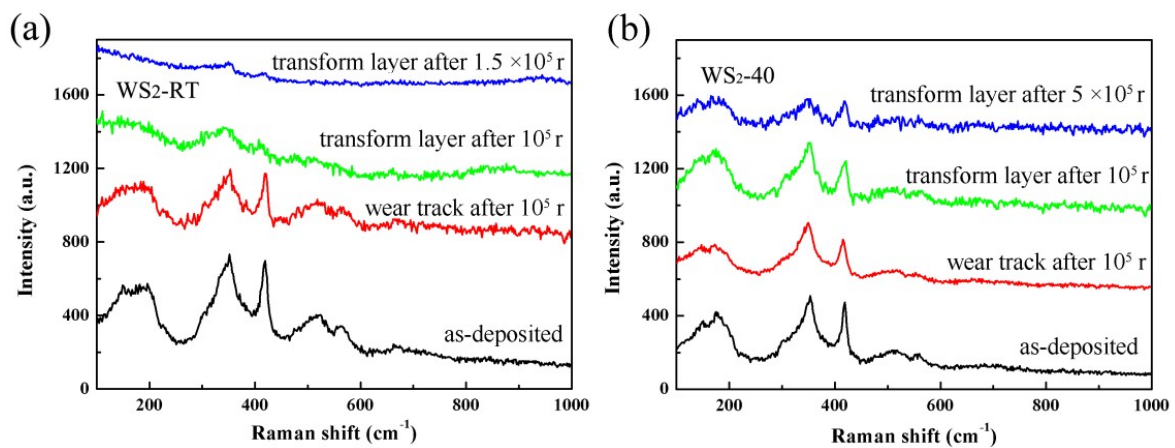 (a)
transform layer after 1.5 ×10⁵ r
WS₂-RT
transform layer after 10⁵ r
wear track after 10⁵ r
as-deposited
1600
1200
800
400
0
200
400
600
800
1000
Intensity (a.u.)
Raman shift (cm⁻¹)
(b)
WS₂-40
transform layer after 5 ×10⁵ r
transform layer after 10⁵ r
wear track after 10⁵ r
as-deposited
1600
1200
800
400
0
200
400
600
800
1000
Intensity (a.u.)
Raman shift (cm⁻¹)